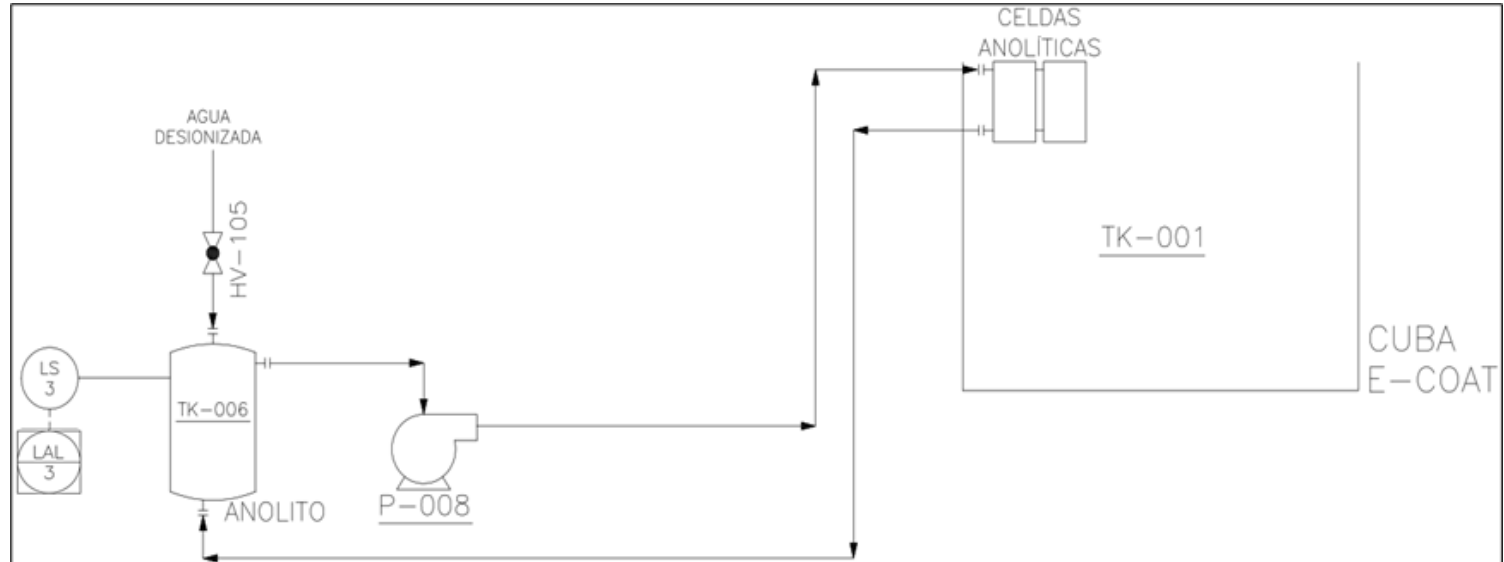 CELDAS
ANOLÍTICAS
AGUA
DESIONIZADA
HV-105
TK-001
CUBA
E-COAT
LS
3
TK-006
LAL
3
ANOLITO
P-008